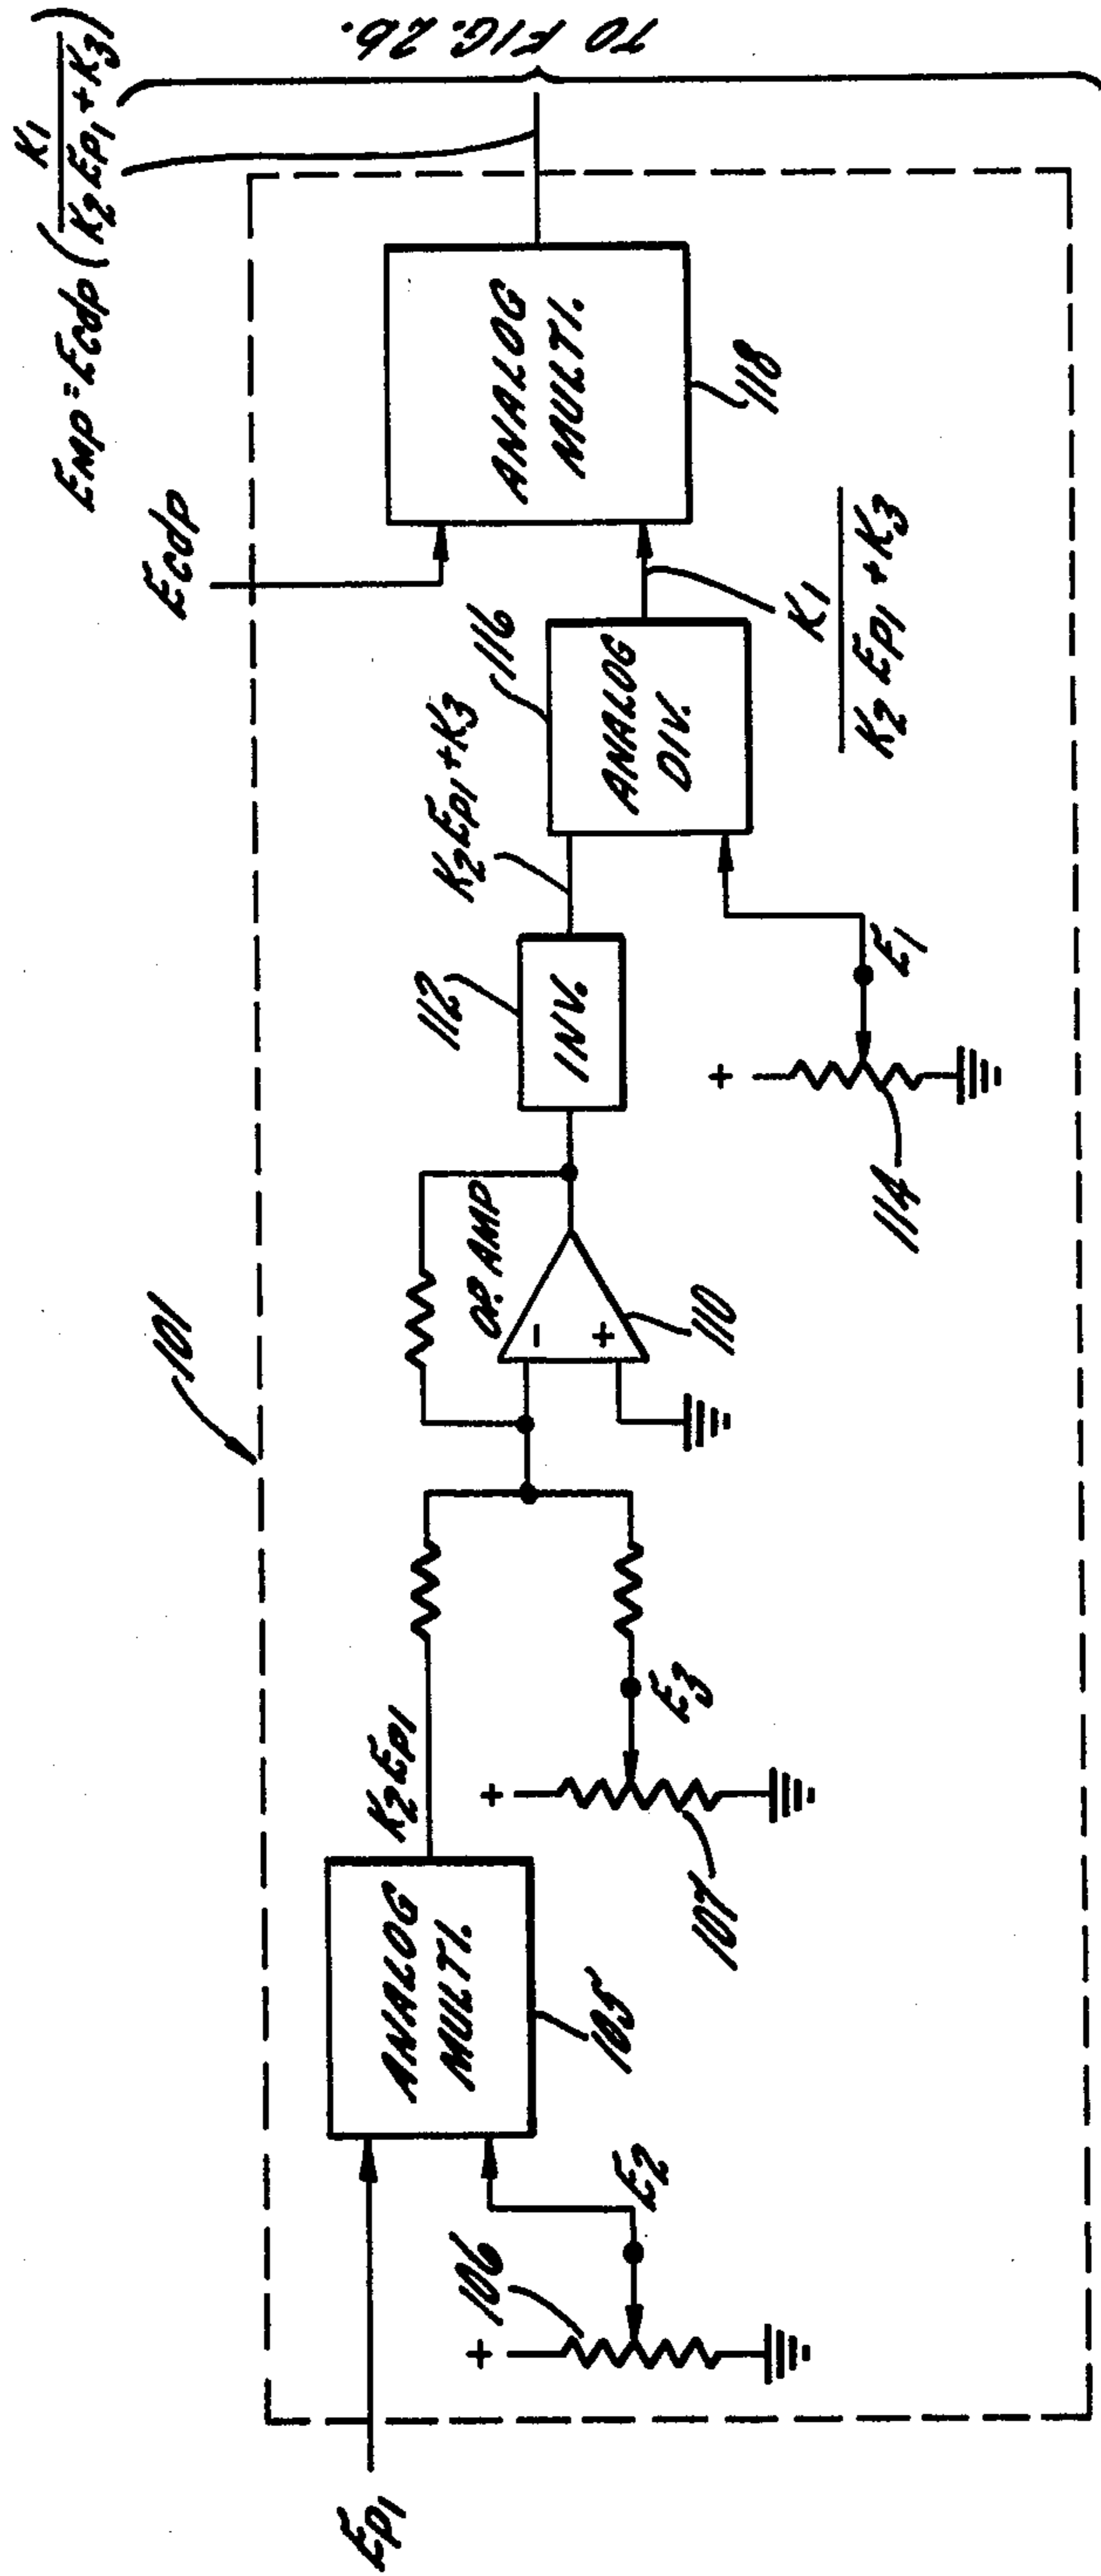 Ep1
106
E2
ANALOG
MULTI.
105
K2Ep1
+
107
E3
+
101
OP. AMP
-
+
110
112
INV.
K2Ep1+K3
116
ANALOG
DIV.
+
114
E1
K1
K2 Ep1 + K3
Ecdp
ANALOG
MULTI.
118
EMP = Ecdp (K1
K2 Ep1 + K3)
TO FIG. 2b.
+